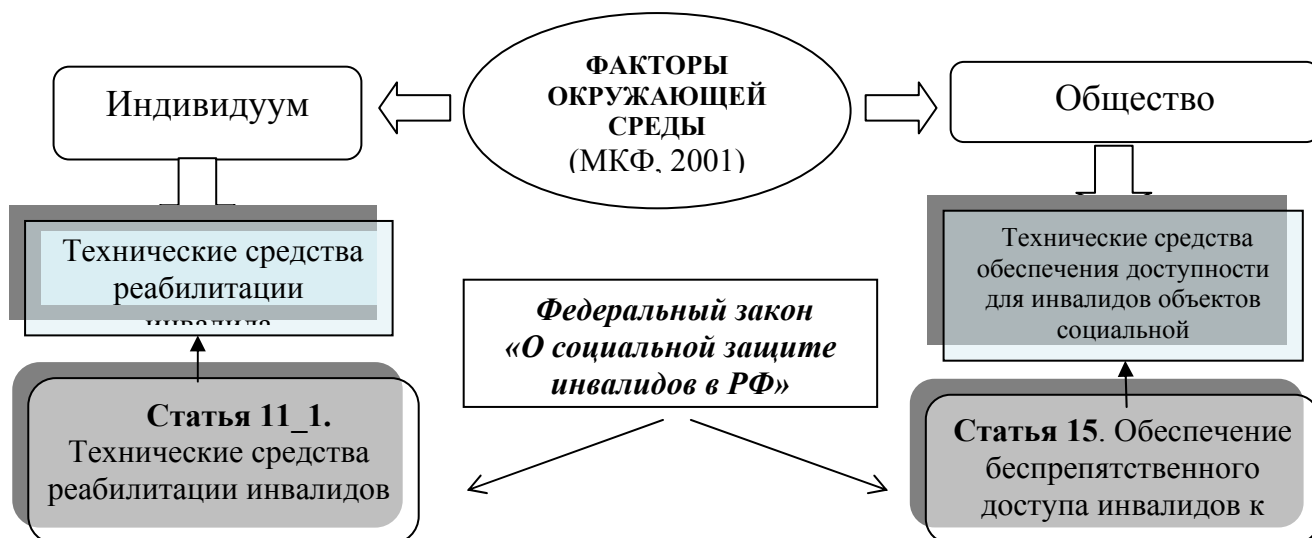 ФАКТОРЫ
ОКРУЖАЮЩЕЙ
СРЕДЫ
(МКФ, 2001)
Индивидуум
Общество
Технические средства
реабилитации
инвалида
Технические средства
обеспечения доступности
для инвалидов объектов
социальной
Федеральный закон
«О социальной защите
инвалидов в РФ»
Статья 11_1.
Технические средства
реабилитации инвалидов
Статья 15. Обеспечение
беспрепятственного
доступа инвалидов к